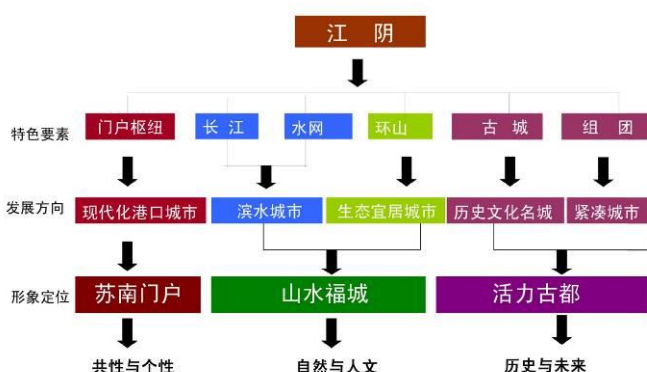 江 阴
特色要素
门户枢纽
长 江
水网
环山
古 城
组 团
发展方向
现代化港口城市
滨水城市
生态宜居城市
历史文化名城
紧凑城市
形象定位
苏南门户
山水福城
活力古都
共性与个性
自然与人文
历史与未来